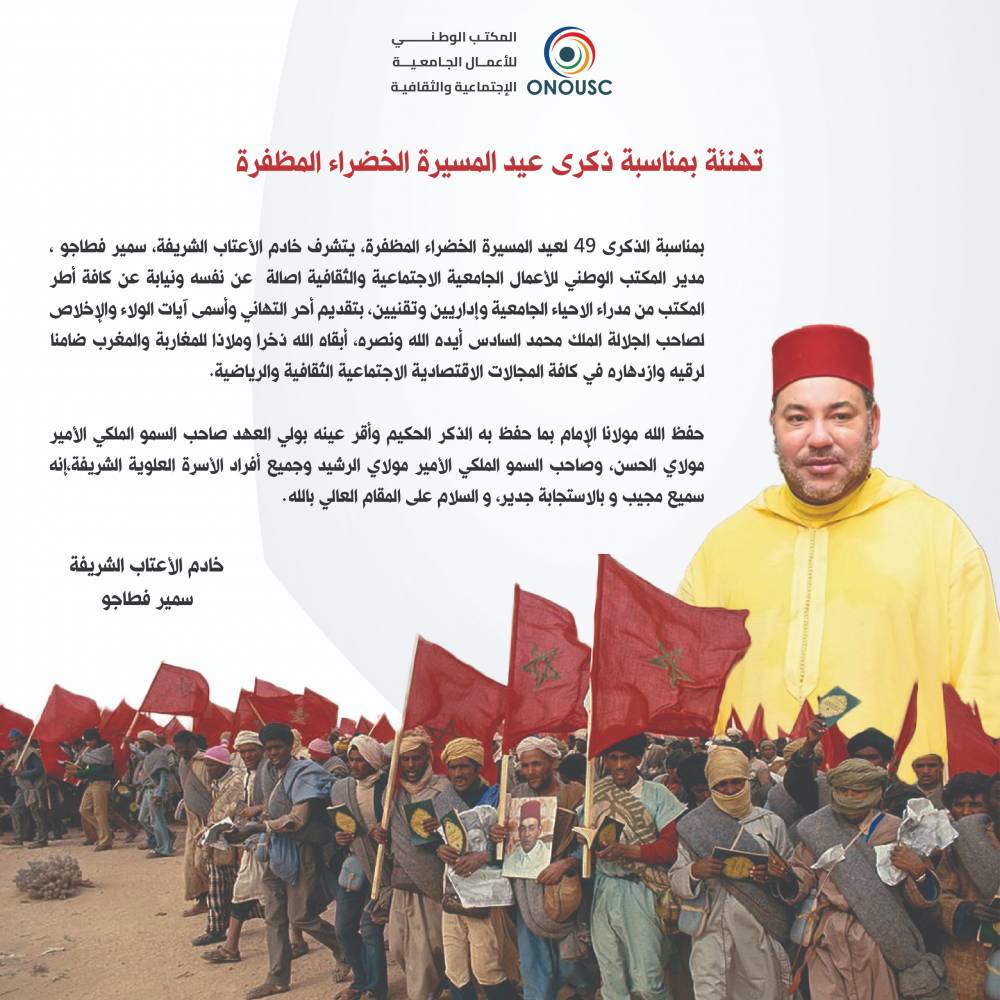 المكتب الوطنـــــــي
للأعمـــال الجـامعـيـــة
الإجتماعية والثقافية
ONOUSC
تهنئة بمناسبة ذكرى عيد المسيرة الخضراء المظفرة
بمناسبة الذكرى 49 لعيد المسيرة الخضراء المظفرة، يتشرف خادم الأعتاب الشريفة، سمير فطاجو ،
مدير المكتب الوطني للأعمال الجامعية الاجتماعية والثقافية اصالة عن نفسه ونيابة عن كافة أطر
المكتب من مدراء الاحياء الجامعية وإداريين وتقنيين، بتقديم أحر التهاني وأسمى آيات الولاء والإخلاص
لصاحب الجلالة الملك محمد السادس أيده الله ونصره، أبقاه الله ذخرا وملاذا للمغاربة والمغرب ضامنا
لرقيه وازدهاره في كافة المجالات الاقتصادية الاجتماعية الثقافية والرياضية.
حفظ الله مولانا الإمام بما حفظ به الذكر الحكيم وأقر عينه بولي العهد صاحب السمو الملكي الأمير
مولاي الحسن، وصاحب السمو الملكي الأمير مولاي الرشيد وجميع أفراد الأسرة العلوية الشريفة،إنه
سميع مجيب و بالاستجابة جدير، و السلام على المقام العالي بالله.
خادم الأعتاب الشريفة
سمير فطاجو